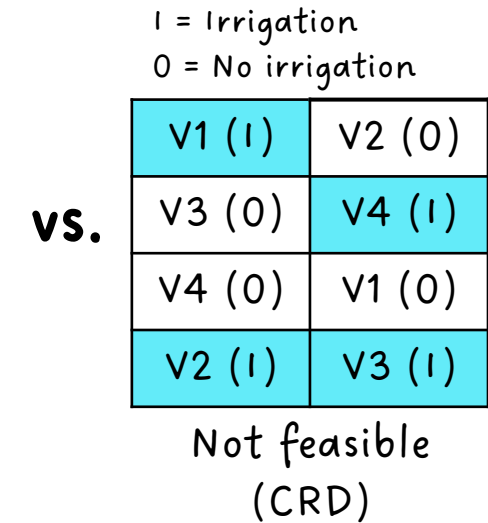 1 = Irrigation
0 = No irrigation
V1 (1) V2 (0)
vs. V3 (0) V4 (1)
V4 (0) V1 (0)
V2 (1) V3 (1)
Not feasible
(CRD)